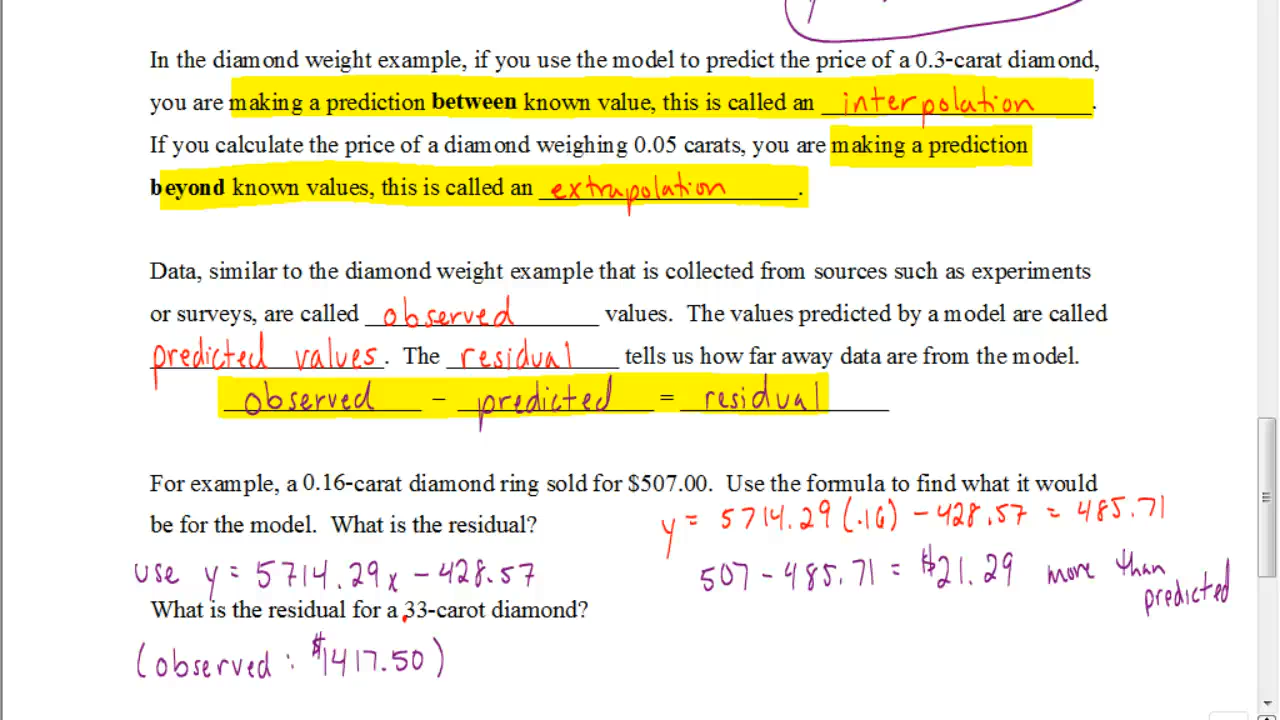 In the diamond weight example, if you use the model to predict the price of a 0.3-carat diamond,
you are making a prediction between known value, this is called an interpolation.
If you calculate the price of a diamond weighing 0.05 carats, you are making a prediction
beyond known values, this is called an extrapolation.
Data, similar to the diamond weight example that is collected from sources such as experiments
or surveys, are called observed values. The values predicted by a model are called
predicted values. The residual tells us how far away data are from the model.
observed - predicted = residual
For example, a 0.16-carat diamond ring sold for $507.00. Use the formula to find what it would
be for the model. What is the residual?
y = 5714.29(.16) - 428.57 = 485.71
use y = 5714.29x - 428.57
507 - 485.71 = $21.29 more than
predicted
What is the residual for a .33-carot diamond?
(observed: $1417.50)